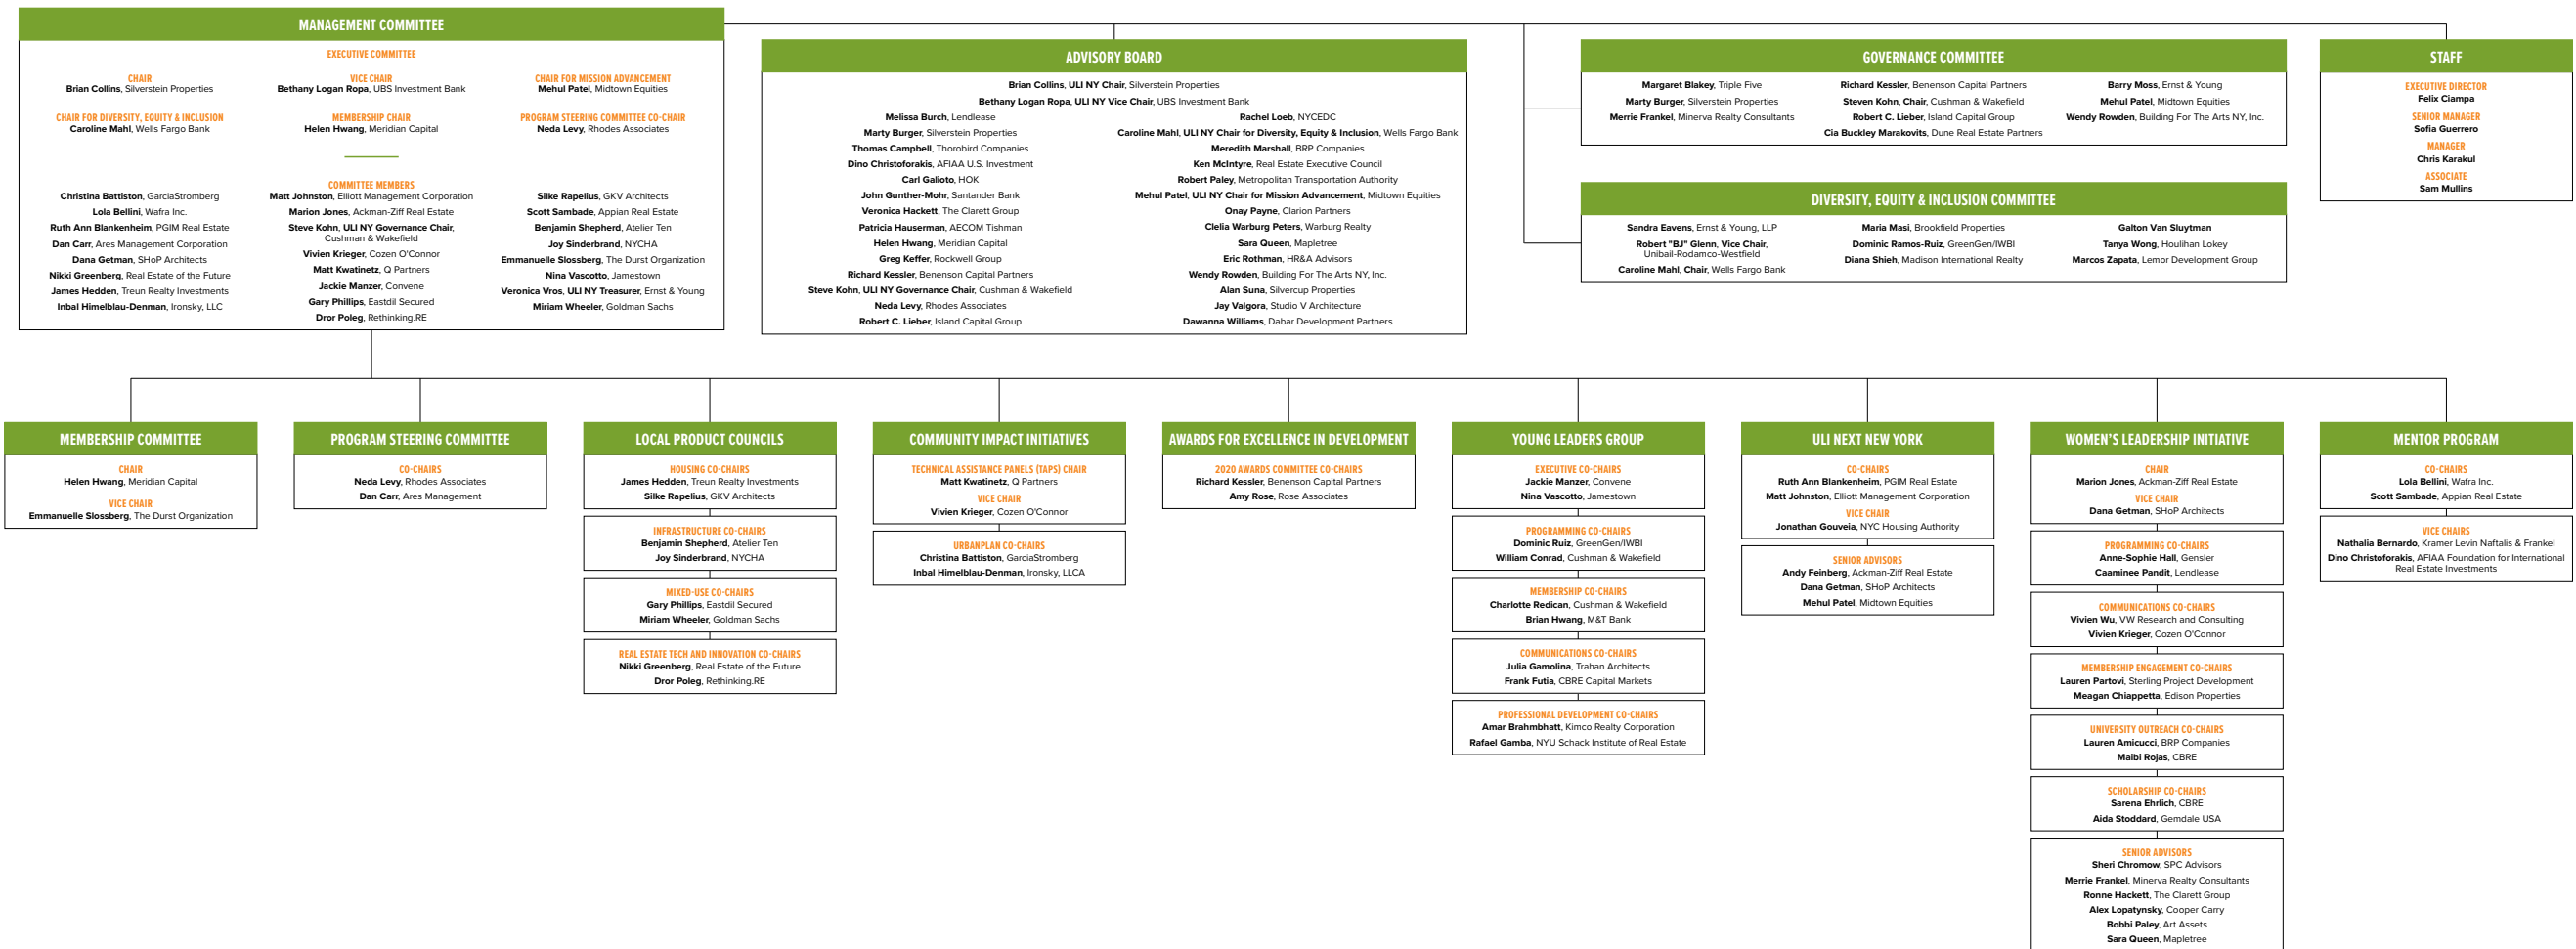 MANAGEMENT COMMITTEE
EXECUTIVE COMMITTEE
CHAIR
Brian Collins, Silverstein Properties
VICE CHAIR
Bethany Logan Ropa, UBS Investment Bank
CHAIR FOR MISSION ADVANCEMENT
Mehul Patel, Midtown Equities
CHAIR FOR DIVERSITY, EQUITY & INCLUSION
Caroline Mahl, Wells Fargo Bank
MEMBERSHIP CHAIR
Helen Hwang, Meridian Capital
PROGRAM STEERING COMMITTEE CO-CHAIR
Neda Levy, Rhodes Associates
COMMITTEE MEMBERS
Christina Battiston, GarciaStromberg
Lola Bellini, Wafra Inc.
Ruth Ann Blankenheim, PGIM Real Estate
Dan Carr, Ares Management Corporation
Dana Getman, SHoP Architects
Nikki Greenberg, Real Estate of the Future
James Hedden, Treun Realty Investments
Inbal Himelblau-Denman, Ironsky, LLC
Matt Johnston, Elliott Management Corporation
Marion Jones, Ackman-Ziff Real Estate
Steve Kohn, ULI NY Governance Chair,
Cushman & Wakefield
Vivien Krieger, Cozen O'Connor
Matt Kwatinetz, Q Partners
Jackie Manzer, Convene
Gary Phillips, Eastdil Secured
Dror Poleg, Rethinking.RE
Silke Rapelius, GKV Architects
Scott Sambade, Appian Real Estate
Benjamin Shepherd, Atelier Ten
Joy Sinderbrand, NYCHA
Emmanuelle Slossberg, The Durst Organization
Nina Vascotto, Jamestown
Veronica Vros, ULI NY Treasurer, Ernst & Young
Miriam Wheeler, Goldman Sachs
ADVISORY BOARD
Brian Collins, ULI NY Chair, Silverstein Properties
Bethany Logan Ropa, ULI NY Vice Chair, UBS Investment Bank
Melissa Burch, Lendlease
Marty Burger, Silverstein Properties
Thomas Campbell, Thorobird Companies
Dino Christoforakis, AFIAA U.S. Investment
Carl Galioto, HOK
John Gunther-Mohr, Santander Bank
Veronica Hackett, The Clarett Group
Patricia Hauserman, AECOM Tishman
Helen Hwang, Meridian Capital
Greg Keffer, Rockwell Group
Richard Kessler, Benenson Capital Partners
Steve Kohn, ULI NY Governance Chair, Cushman & Wakefield
Neda Levy, Rhodes Associates
Robert C. Lieber, Island Capital Group
Rachel Loeb, NYCEDC
Caroline Mahl, ULI NY Chair for Diversity, Equity & Inclusion, Wells Fargo Bank
Meredith Marshall, BRP Companies
Ken McIntyre, Real Estate Executive Council
Robert Paley, Metropolitan Transportation Authority
Mehul Patel, ULI NY Chair for Mission Advancement, Midtown Equities
Onay Payne, Clarion Partners
Clelia Warburg Peters, Warburg Realty
Sara Queen, Mapletree
Eric Rothman, HR&A Advisors
Wendy Rowden, Building For The Arts NY, Inc.
Alan Suna, Silvercup Properties
Jay Valgora, Studio V Architecture
Dawanna Williams, Dabar Development Partners
GOVERNANCE COMMITTEE
Margaret Blakey, Triple Five
Marty Burger, Silverstein Properties
Merrie Frankel, Minerva Realty Consultants
Richard Kessler, Benenson Capital Partners
Steven Kohn, Chair, Cushman & Wakefield
Robert C. Lieber, Island Capital Group
Cia Buckley Marakovits, Dune Real Estate Partners
Barry Moss, Ernst & Young
Mehul Patel, Midtown Equities
Wendy Rowden, Building For The Arts NY, Inc.
DIVERSITY, EQUITY & INCLUSION COMMITTEE
Sandra Eavens, Ernst & Young, LLP
Robert "BJ" Glenn, Vice Chair,
Unibail-Rodamco-Westfield
Caroline Mahl, Chair, Wells Fargo Bank
Maria Masi, Brookfield Properties
Dominic Ramos-Ruiz, GreenGen/IWBI
Diana Shieh, Madison International Realty
Galton Van Sluytman
Tanya Wong, Houlihan Lokey
Marcos Zapata, Lemor Development Group
STAFF
EXECUTIVE DIRECTOR
Felix Ciampa
SENIOR MANAGER
Sofia Guerrero
MANAGER
Chris Karakul
ASSOCIATE
Sam Mullins
MEMBERSHIP COMMITTEE
CHAIR
Helen Hwang, Meridian Capital
VICE CHAIR
Emmanuelle Slossberg, The Durst Organization
PROGRAM STEERING COMMITTEE
CO-CHAIRS
Neda Levy, Rhodes Associates
Dan Carr, Ares Management
LOCAL PRODUCT COUNCILS
HOUSING CO-CHAIRS
James Hedden, Treun Realty Investments
Silke Rapelius, GKV Architects
INFRASTRUCTURE CO-CHAIRS
Benjamin Shepherd, Atelier Ten
Joy Sinderbrand, NYCHA
MIXED-USE CO-CHAIRS
Gary Phillips, Eastdil Secured
Miriam Wheeler, Goldman Sachs
REAL ESTATE TECH AND INNOVATION CO-CHAIRS
Nikki Greenberg, Real Estate of the Future
Dror Poleg, Rethinking.RE
COMMUNITY IMPACT INITIATIVES
TECHNICAL ASSISTANCE PANELS (TAPS) CHAIR
Matt Kwatinetz, Q Partners
VICE CHAIR
Vivien Krieger, Cozen O'Connor
URBANPLAN CO-CHAIRS
Christina Battiston, GarciaStromberg
Inbal Himelblau-Denman, Ironsky, LLCA
AWARDS FOR EXCELLENCE IN DEVELOPMENT
2020 AWARDS COMMITTEE CO-CHAIRS
Richard Kessler, Benenson Capital Partners
Amy Rose, Rose Associates
YOUNG LEADERS GROUP
EXECUTIVE CO-CHAIRS
Jackie Manzer, Convene
Nina Vascotto, Jamestown
PROGRAMMING CO-CHAIRS
Dominic Ruiz, GreenGen/IWBI
William Conrad, Cushman & Wakefield
MEMBERSHIP CO-CHAIRS
Charlotte Redican, Cushman & Wakefield
Brian Hwang, M&T Bank
COMMUNICATIONS CO-CHAIRS
Julia Gamolina, Trahan Architects
Frank Futia, CBRE Capital Markets
PROFESSIONAL DEVELOPMENT CO-CHAIRS
Amar Brahmbhatt, Kimco Realty Corporation
Rafael Gamba, NYU Schack Institute of Real Estate
ULI NEXT NEW YORK
CO-CHAIRS
Ruth Ann Blankenheim, PGIM Real Estate
Matt Johnston, Elliott Management Corporation
VICE CHAIR
Jonathan Gouveia, NYC Housing Authority
SENIOR ADVISORS
Andy Feinberg, Ackman-Ziff Real Estate
Dana Getman, SHoP Architects
Mehul Patel, Midtown Equities
WOMEN'S LEADERSHIP INITIATIVE
CHAIR
Marion Jones, Ackman-Ziff Real Estate
VICE CHAIR
Dana Getman, SHoP Architects
PROGRAMMING CO-CHAIRS
Anne-Sophie Hall, Gensler
Caaminee Pandit, Lendlease
COMMUNICATIONS CO-CHAIRS
Vivien Wu, VW Research and Consulting
Vivien Krieger, Cozen O'Connor
MEMBERSHIP ENGAGEMENT CO-CHAIRS
Lauren Partovi, Sterling Project Development
Meagan Chiappetta, Edison Properties
UNIVERSITY OUTREACH CO-CHAIRS
Lauren Amicucci, BRP Companies
Maibi Rojas, CBRE
SCHOLARSHIP CO-CHAIRS
Sarena Ehrlich, CBRE
Aida Stoddard, Gemdale USA
SENIOR ADVISORS
Sheri Chromow, SPC Advisors
Merrie Frankel, Minerva Realty Consultants
Ronne Hackett, The Clarett Group
Alex Lopatynsky, Cooper Carry
Bobbi Paley, Art Assets
Sara Queen, Mapletree
MENTOR PROGRAM
CO-CHAIRS
Lola Bellini, Wafra Inc.
Scott Sambade, Appian Real Estate
VICE CHAIRS
Nathalia Bernardo, Kramer Levin Naftalis & Frankel
Dino Christoforakis, AFIAA Foundation for International
Real Estate Investments